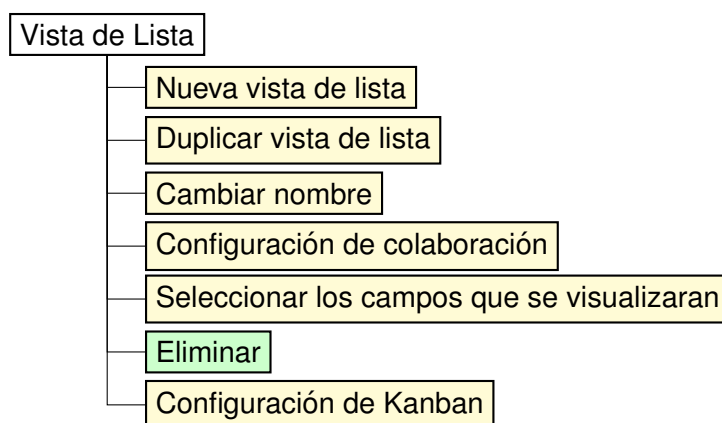 Vista de Lista
Nueva vista de lista
Duplicar vista de lista
Cambiar nombre
Configuración de colaboración
Seleccionar los campos que se visualizaran
Eliminar
Configuración de Kanban